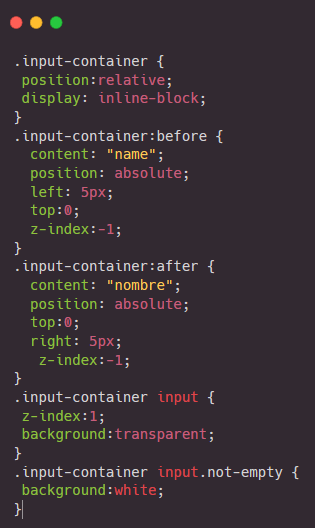 .input-container {
 position:relative;
 display: inline-block;
}
.input-container:before {
  content: "name";
  position: absolute;
  left: 5px;
  top:0;
  z-index:-1;
}
.input-container:after {
  content: "nombre";
  position: absolute;
  top:0;
  right: 5px;
   z-index:-1;
}
.input-container input {
 z-index:1;
 background:transparent;
}
.input-container input.not-empty {
 background:white;
}